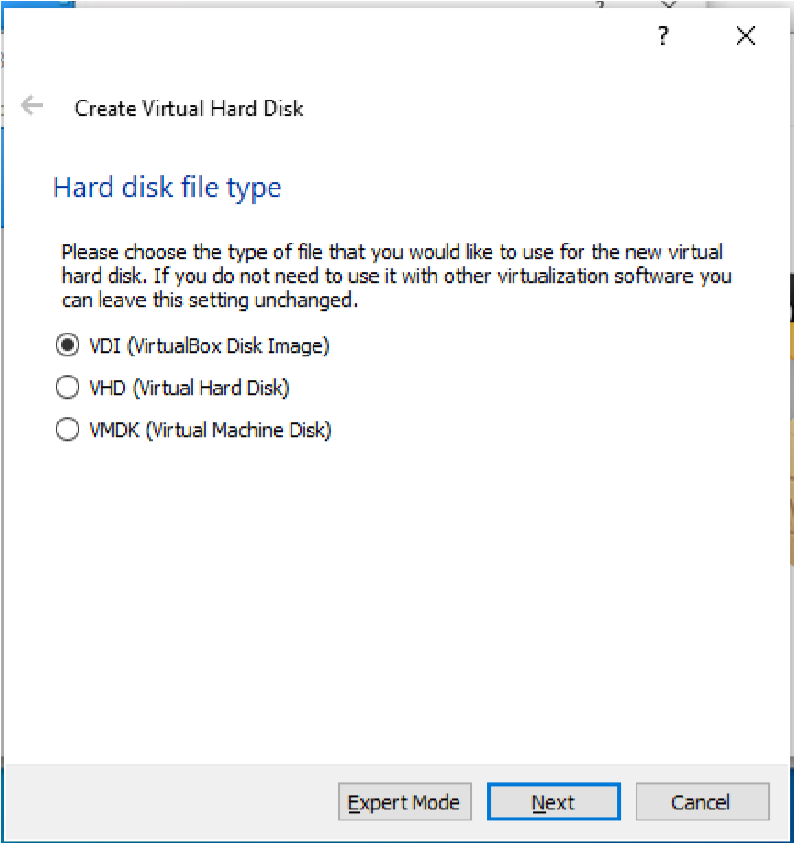 Create Virtual Hard Disk
Hard disk file type
Please choose the type of file that you would like to use for the new virtual
hard disk. If you do not need to use it with other virtualization software you
can leave this setting unchanged.
VDI (VirtualBox Disk Image)
VHD (Virtual Hard Disk)
VMDK (Virtual Machine Disk)
Expert Mode
Next
Cancel